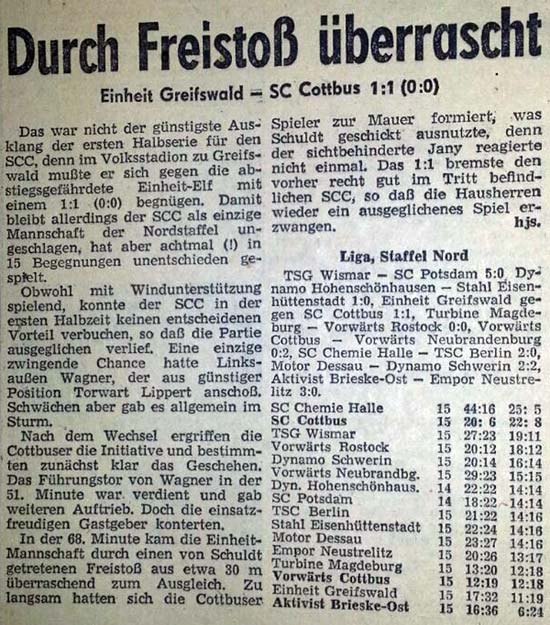 Durch Freistoß überrascht
Einheit Greifswald — SC Cottbus 1:1 (0:0)
Das war nicht der günstigste Aus-
klang der ersten Halbserie für den
SCC, denn im Volksstadion zu Greifs-
wald mußte er sich gegen die ab-
stiegsgefährdete Einheit-Elf mit
einem 1:1 (0:0) begnügen. Damit
bleibt allerdings der SCC als einzige
Mannschaft der Nordstaffel un-
geschlagen, hat aber achtmal (!) in
15 Begegnungen unentschieden ge-
spielt.
Obwohl mit Windunterstützung
spielend, konnte der SCC in der
ersten Halbzeit keinen entscheidenen
Vorteil verbuchen, so daß die Partie
ausgeglichen verlief. Eine einzige
zwingende Chance hatte Links-
außen Wagner, der aus günstiger
Position Torwart Lippert anschoß.
Schwächen aber gab es allgemein im
Sturm.
Nach dem Wechsel ergriffen die
Cottbuser die Initiative und bestimm-
ten zunächst klar das Geschehen.
Das Führungstor von Wagner in der
51. Minute war verdient und gab
weiteren Auftrieb. Doch die einsatz-
freudigen Gastgeber konterten.
In der 68. Minute kam die Einheit-
Mannschaft durch einen von Schuldt
getretenen Freistoß aus etwa 30 m
überraschend zum Ausgleich. Zu
langsam hatten sich die Cottbuser
Spieler zur Mauer formiert, was
Schuldt geschickt ausnutzte, denn
der sichtbehinderte Jany reagierte
nicht einmal. Das 1:1 bremste den
vorher recht gut im Tritt befind-
lichen SCC, so daß die Hausherren
wieder ein ausgeglichenes Spiel er-
zwangen. hjs.
Liga, Staffel Nord
TSG Wismar — SC Potsdam 5:0, Dy-
namo Hohenschönhausen — Stahl Eisen-
hüttenstadt 1:0, Einheit Greifswald ge-
gen SC Cottbus 1:1, Turbine Magde-
burg — Vorwärts Rostock 0:0, Vorwärts
Cottbus — Vorwärts Neubrandenburg
0:2, SC Chemie Halle — TSC Berlin 2:0,
Motor Dessau — Dynamo Schwerin 2:2,
Aktivist Brieske-Ost — Empor Neustre-
litz 3:0.
SC Chemie Halle 15 44:16 25: 5
SC Cottbus 15 20: 6 22: 8
TSG Wismar 15 27:23 19:11
Vorwärts Rostock 15 20:12 18:12
Dynamo Schwerin 15 20:14 16:14
Vorwärts Neubrandbg. 15 29:23 15:15
Dyn. Hohenschönhaus. 14 22:22 14:14
SC Potsdam 14 18:22 14:14
TSC Berlin 15 21:22 14:16
Stahl Eisenhüttenstadt 15 22:24 14:16
Motor Dessau 15 23:27 14:16
Empor Neustrelitz 15 20:26 13:17
Turbine Magdeburg 15 13:20 12:18
Vorwärts Cottbus 15 12:19 12:18
Einheit Greifswald 15 17:32 11:19
Aktivist Brieske-Ost 15 16:36 6:24